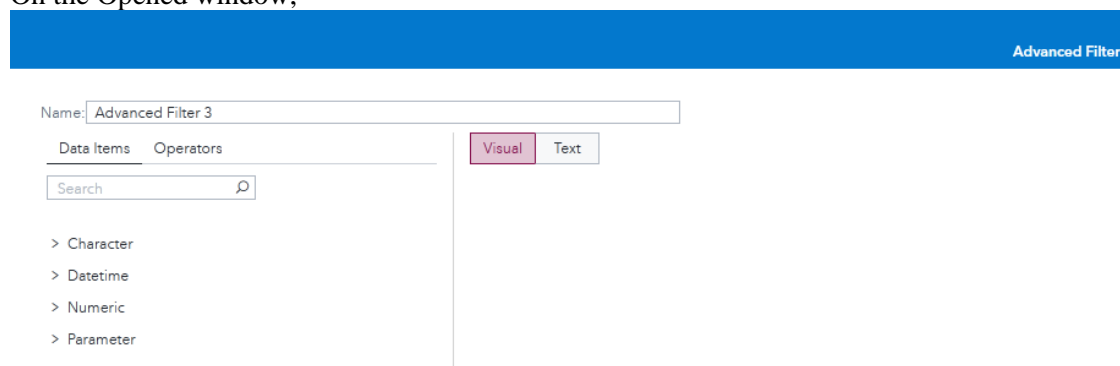 On the Opened window,
Advanced Filter
Name: Advanced Filter 3
Data Items Operators
Visual Text
Search
> Character
> Datetime
> Numeric
> Parameter